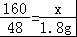 160/48 = x/1.8g